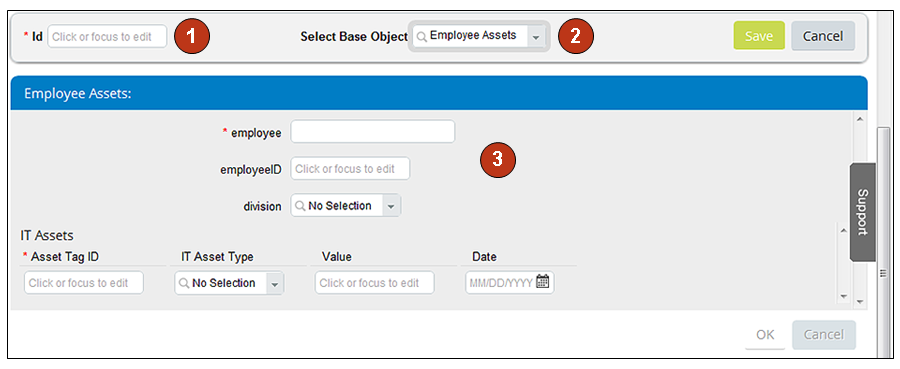 * Id Click or focus to edit 1 Select Base Object Employee Assets 2 Save Cancel
Employee Assets:
* employee
3
employeeID Click or focus to edit
division No Selection
Support
IT Assets
* Asset Tag ID IT Asset Type Value Date
Click or focus to edit No Selection Click or focus to edit MM/DD/YYYY
OK Cancel